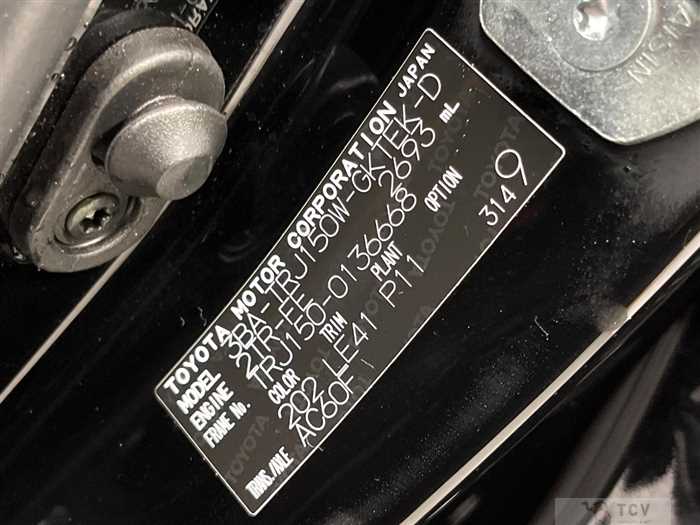 TOYOTA MOTOR CORPORATION JAPAN
MODEL 3BA-TRJ150W-GKTEK-D
ENGINE 2TR-FE 2693 mL
FRAME No. TRJ150-0136668
COLOR TRIM PLANT OPTION
202 LE41 P11
TRANS./AXLE AC60F 3149
TCV